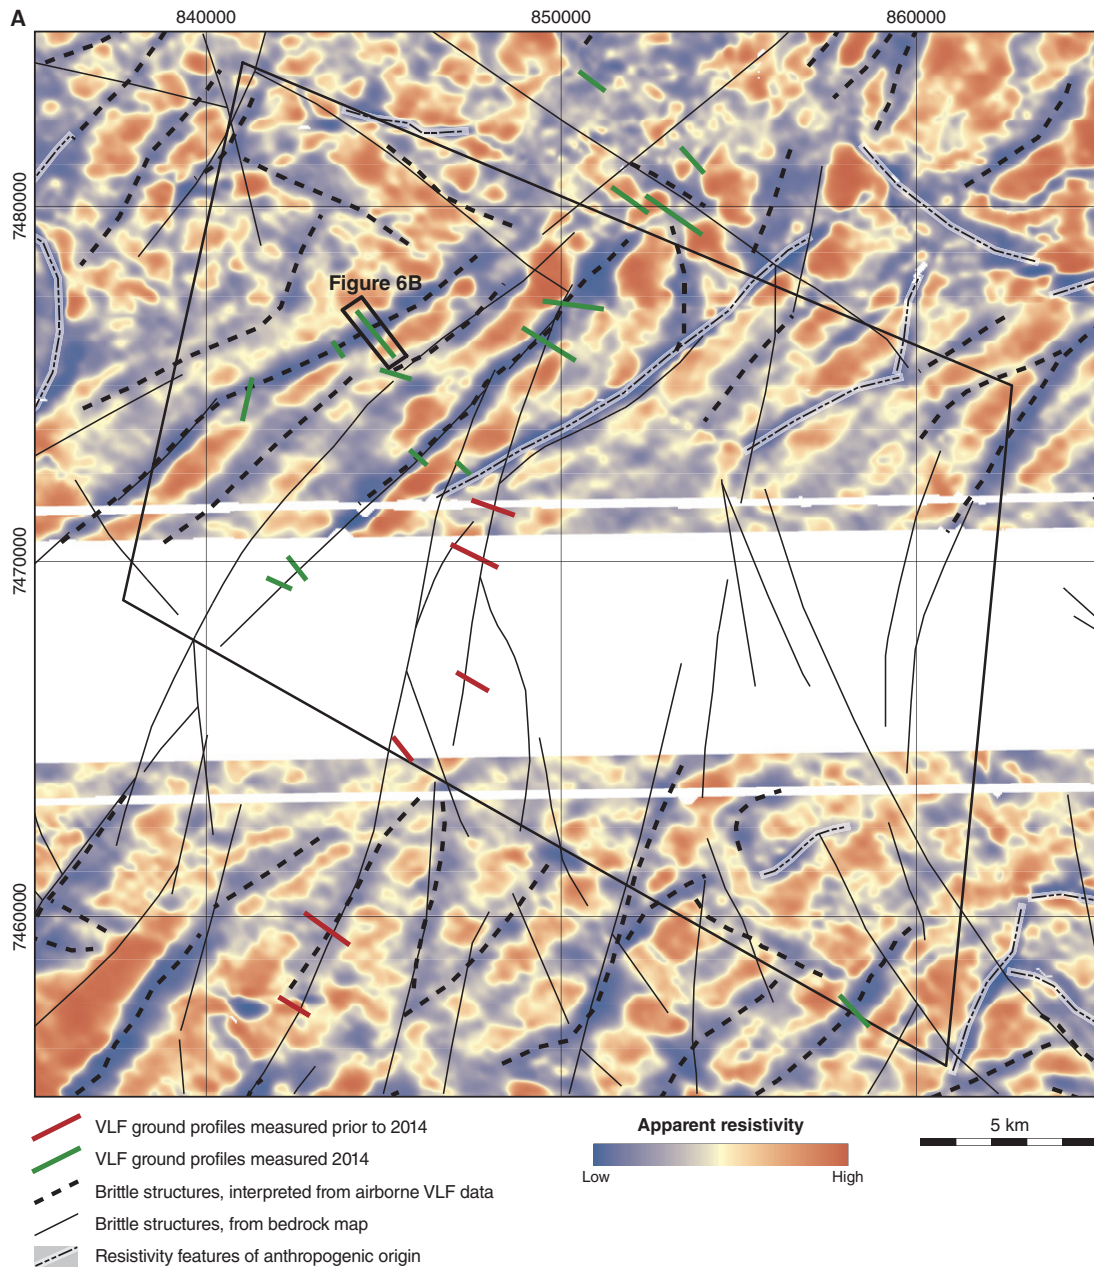 A
840000
850000
860000
7480000
7470000
7460000
Figure 6B
VLF ground profiles measured prior to 2014
VLF ground profiles measured 2014
Brittle structures, interpreted from airborne VLF data
Brittle structures, from bedrock map
Resistivity features of anthropogenic origin
Apparent resistivity
Low
High
5 km